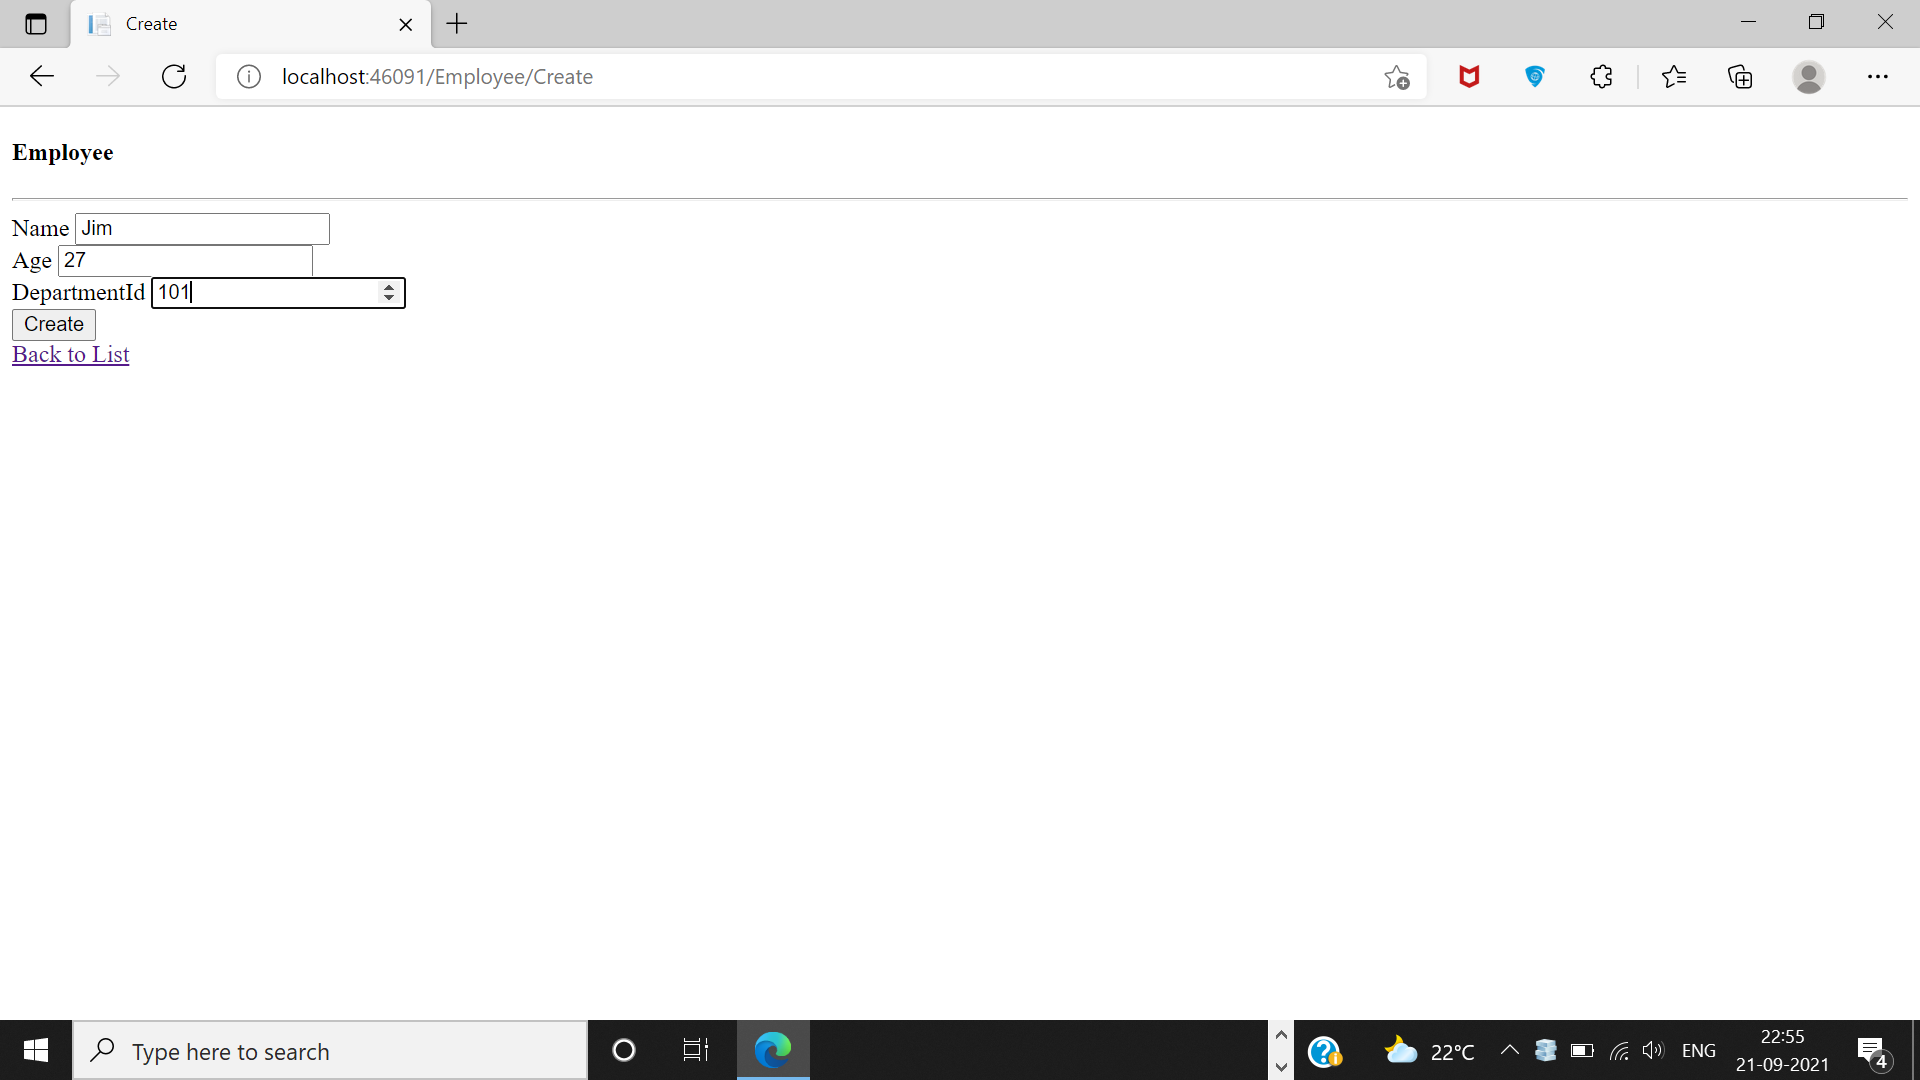 Create
localhost:46091/Employee/Create
Employee
Name Jim
Age 27
DepartmentId 101
Create
Back to List
Type here to search
22°C
ENG
22:55
21-09-2021
4